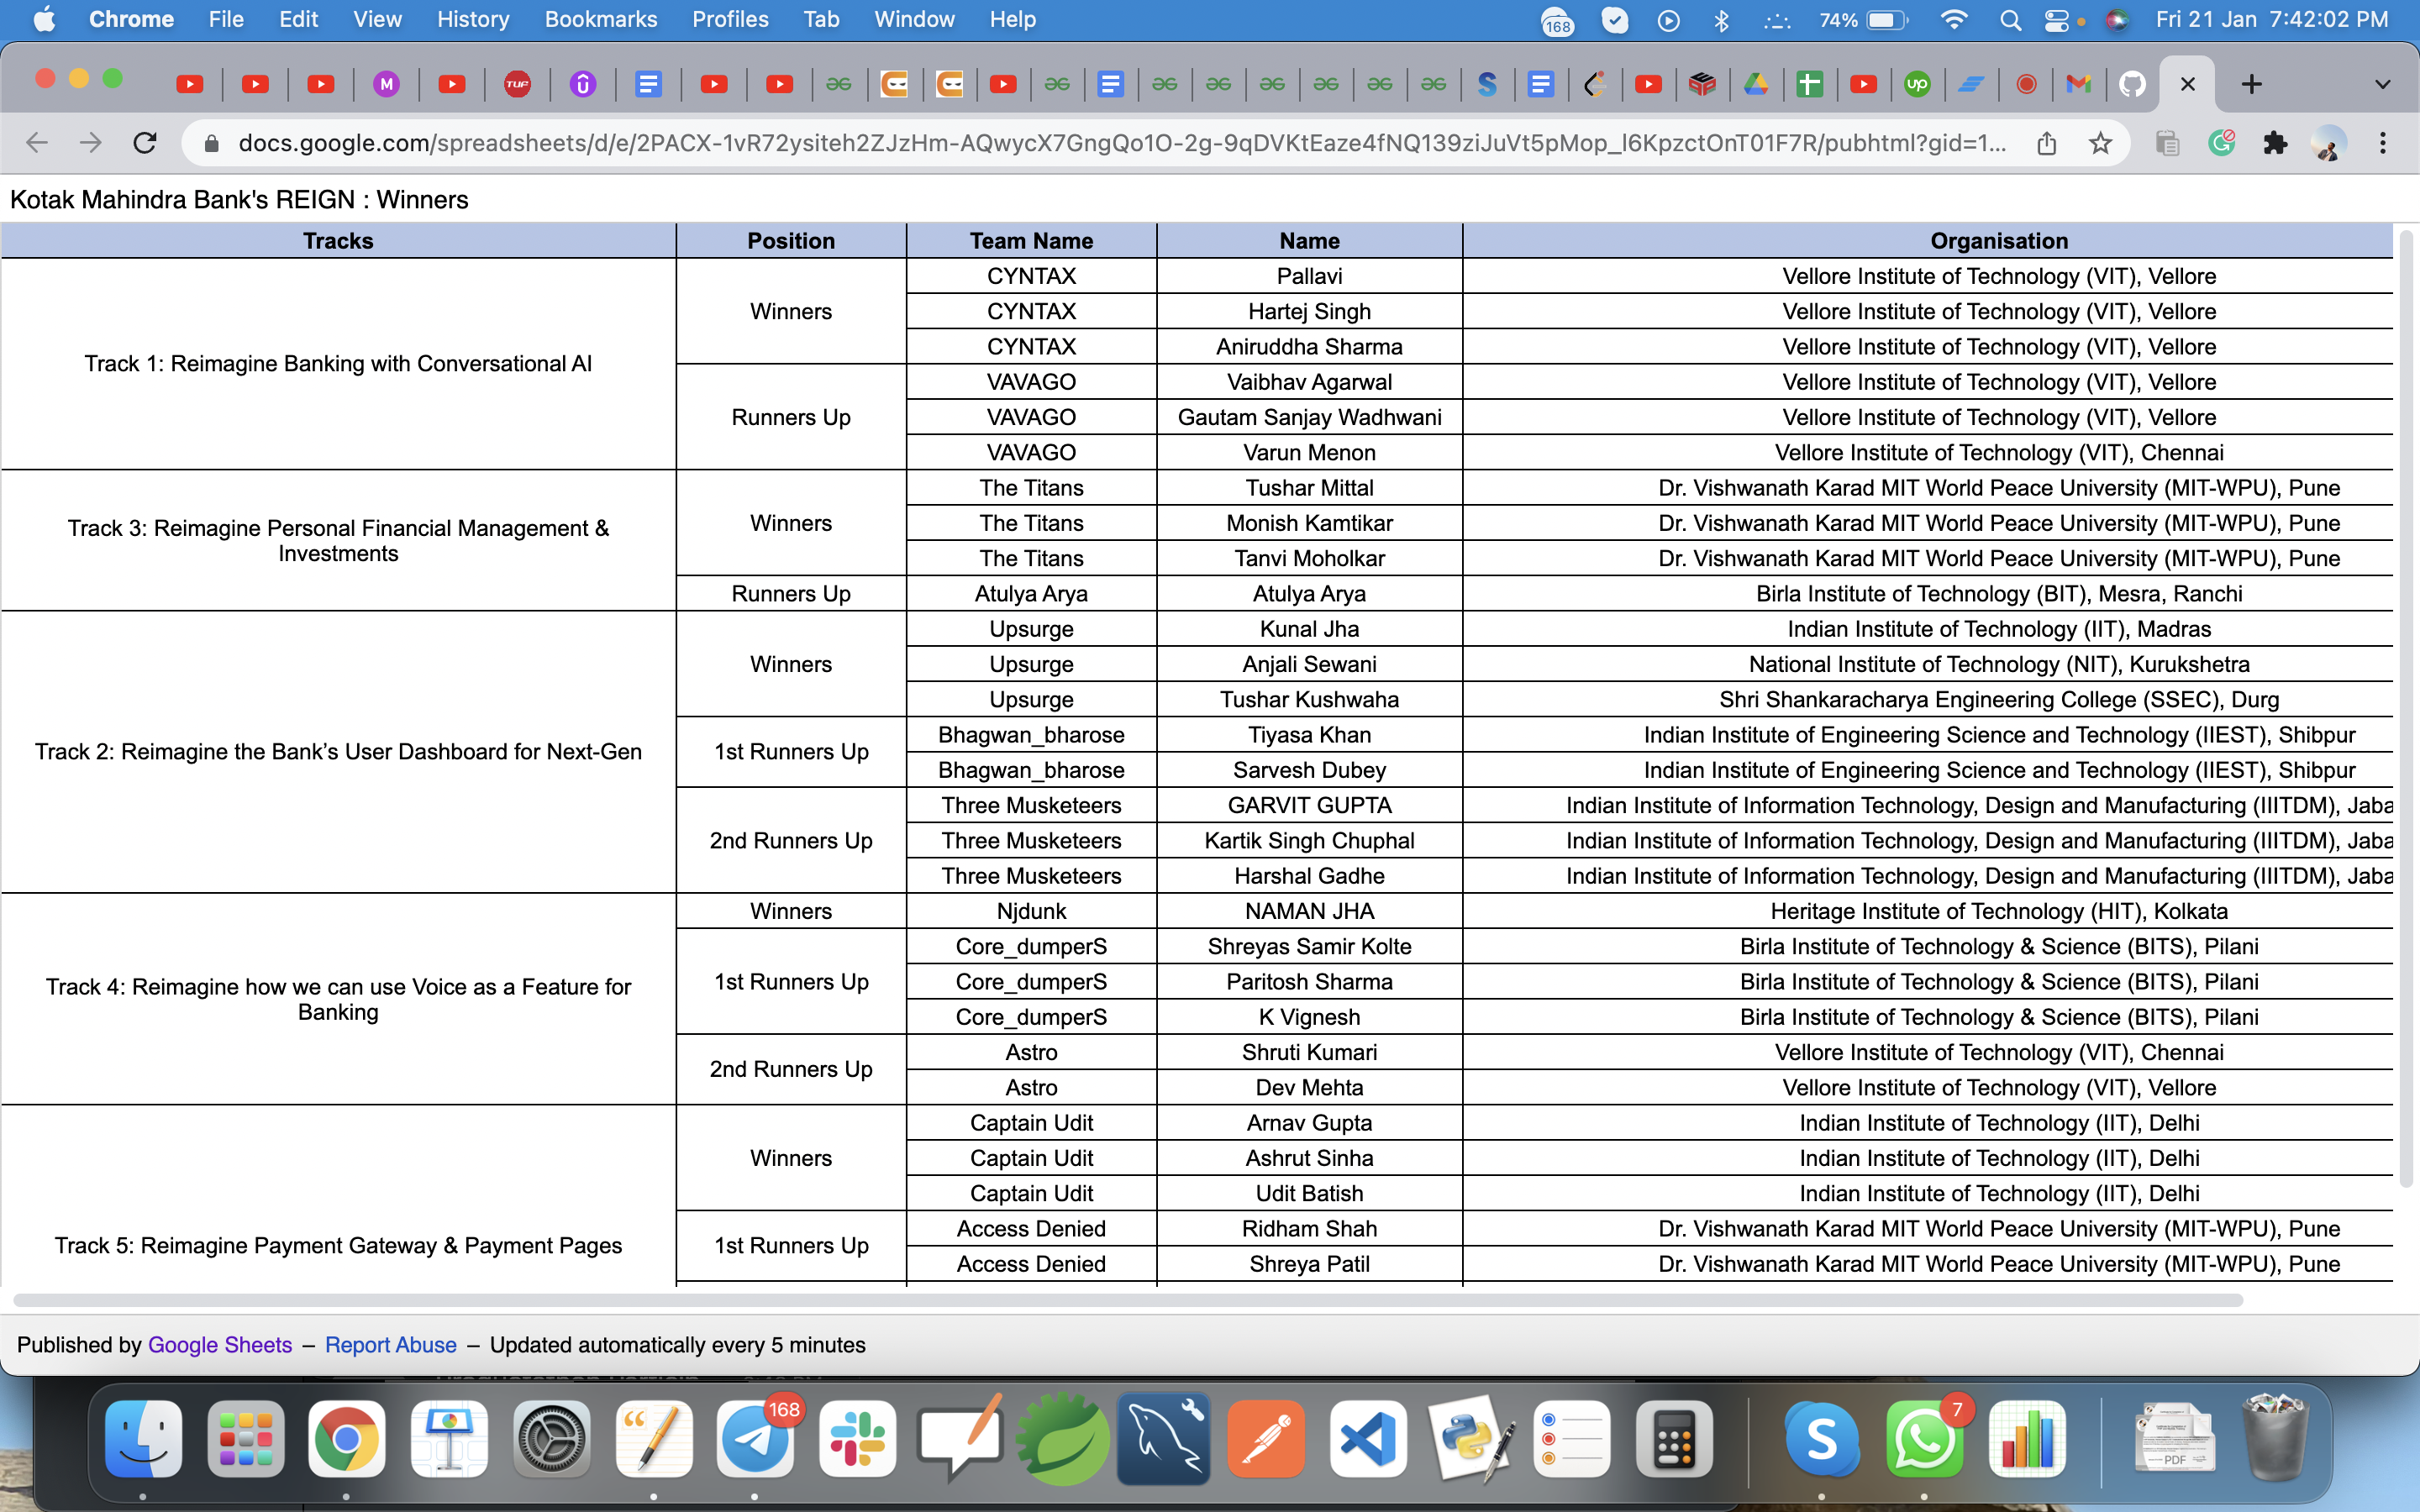 Chrome File Edit View History Bookmarks Profiles Tab Window Help 168 74% Fri 21 Jan 7:42:02 PM
docs.google.com/spreadsheets/d/e/2PACX-1vR72ysiteh2ZJzHm-AQwycX7GngQo1O-2g-9qDVKtEaze4fNQ139ziJuVt5pMop_l6KpzctOnT01F7R/pubhtml?gid=1...
Kotak Mahindra Bank's REIGN : Winners
Tracks Position Team Name Name Organisation
Track 1: Reimagine Banking with Conversational AI
Winners
CYNTAX Pallavi Vellore Institute of Technology (VIT), Vellore
CYNTAX Hartej Singh Vellore Institute of Technology (VIT), Vellore
CYNTAX Aniruddha Sharma Vellore Institute of Technology (VIT), Vellore
Runners Up
VAVAGO Vaibhav Agarwal Vellore Institute of Technology (VIT), Vellore
VAVAGO Gautam Sanjay Wadhwani Vellore Institute of Technology (VIT), Vellore
VAVAGO Varun Menon Vellore Institute of Technology (VIT), Chennai
Track 3: Reimagine Personal Financial Management &
Investments
Winners
The Titans Tushar Mittal Dr. Vishwanath Karad MIT World Peace University (MIT-WPU), Pune
The Titans Monish Kamtikar Dr. Vishwanath Karad MIT World Peace University (MIT-WPU), Pune
The Titans Tanvi Moholkar Dr. Vishwanath Karad MIT World Peace University (MIT-WPU), Pune
Runners Up Atulya Arya Atulya Arya Birla Institute of Technology (BIT), Mesra, Ranchi
Track 2: Reimagine the Bank’s User Dashboard for Next-Gen
Winners
Upsurge Kunal Jha Indian Institute of Technology (IIT), Madras
Upsurge Anjali Sewani National Institute of Technology (NIT), Kurukshetra
Upsurge Tushar Kushwaha Shri Shankaracharya Engineering College (SSEC), Durg
1st Runners Up
Bhagwan_bharose Tiyasa Khan Indian Institute of Engineering Science and Technology (IIEST), Shibpur
Bhagwan_bharose Sarvesh Dubey Indian Institute of Engineering Science and Technology (IIEST), Shibpur
2nd Runners Up
Three Musketeers GARVIT GUPTA Indian Institute of Information Technology, Design and Manufacturing (IIITDM), Jaba
Three Musketeers Kartik Singh Chuphal Indian Institute of Information Technology, Design and Manufacturing (IIITDM), Jaba
Three Musketeers Harshal Gadhe Indian Institute of Information Technology, Design and Manufacturing (IIITDM), Jaba
Track 4: Reimagine how we can use Voice as a Feature for
Banking
Winners Njdunk NAMAN JHA Heritage Institute of Technology (HIT), Kolkata
1st Runners Up
Core_dumperS Shreyas Samir Kolte Birla Institute of Technology & Science (BITS), Pilani
Core_dumperS Paritosh Sharma Birla Institute of Technology & Science (BITS), Pilani
Core_dumperS K Vignesh Birla Institute of Technology & Science (BITS), Pilani
2nd Runners Up
Astro Shruti Kumari Vellore Institute of Technology (VIT), Chennai
Astro Dev Mehta Vellore Institute of Technology (VIT), Vellore
Track 5: Reimagine Payment Gateway & Payment Pages
Winners
Captain Udit Arnav Gupta Indian Institute of Technology (IIT), Delhi
Captain Udit Ashrut Sinha Indian Institute of Technology (IIT), Delhi
Captain Udit Udit Batish Indian Institute of Technology (IIT), Delhi
1st Runners Up
Access Denied Ridham Shah Dr. Vishwanath Karad MIT World Peace University (MIT-WPU), Pune
Access Denied Shreya Patil Dr. Vishwanath Karad MIT World Peace University (MIT-WPU), Pune
Published by Google Sheets – Report Abuse – Updated automatically every 5 minutes
168
7
PDF